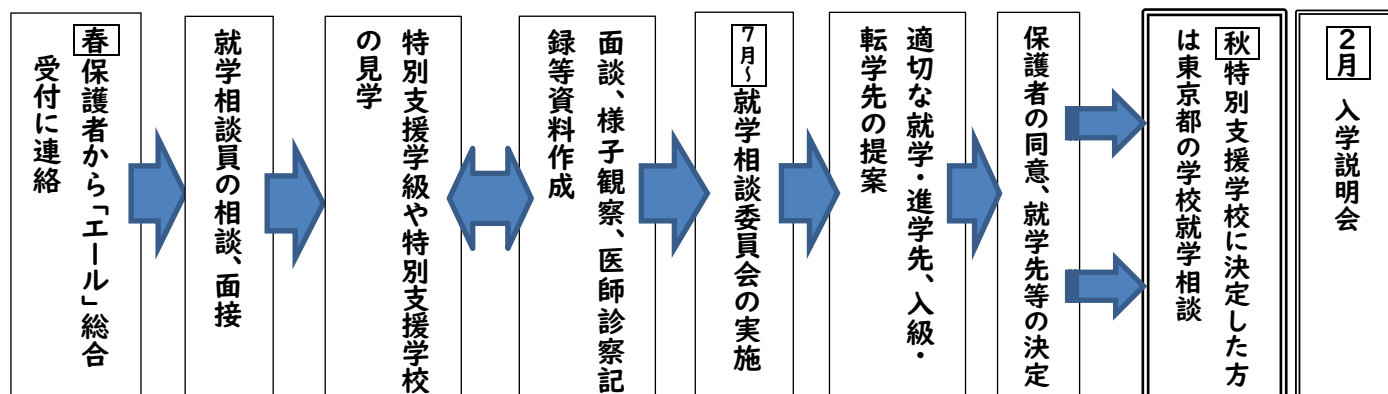 春保護者から「エール」総合
受付に連絡
就学相談員の相談、面接
特別支援学級や特別支援学校
の見学
面談、様子観察、医師診察記
録等資料作成
7月~就学相談委員会の実施
適切な就学・進学先、入級・
転学先の提案
保護者の同意、就学先等の決定
秋特別支援学校に決定した方
は東京都の学校就学相談
2月 入学説明会